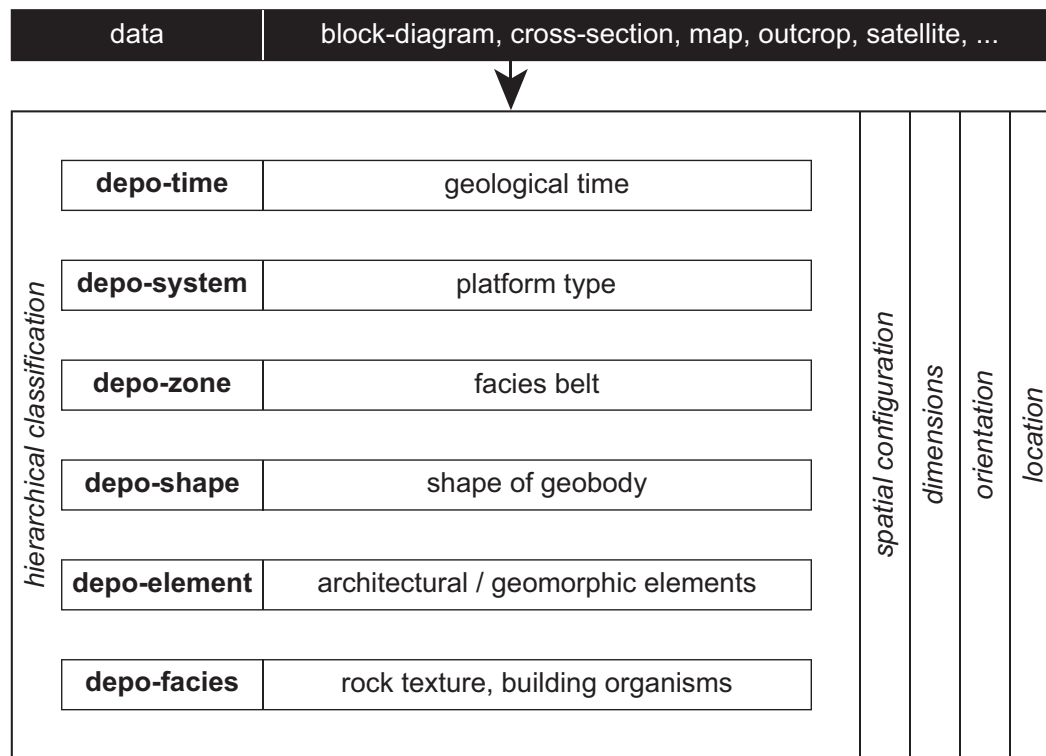 data block-diagram, cross-section, map, outcrop, satellite, ...
hierarchical classification
depo-time geological time
depo-system platform type
depo-zone facies belt
depo-shape shape of geobody
depo-element architectural / geomorphic elements
depo-facies rock texture, building organisms
spatial configuration
dimensions
orientation
location